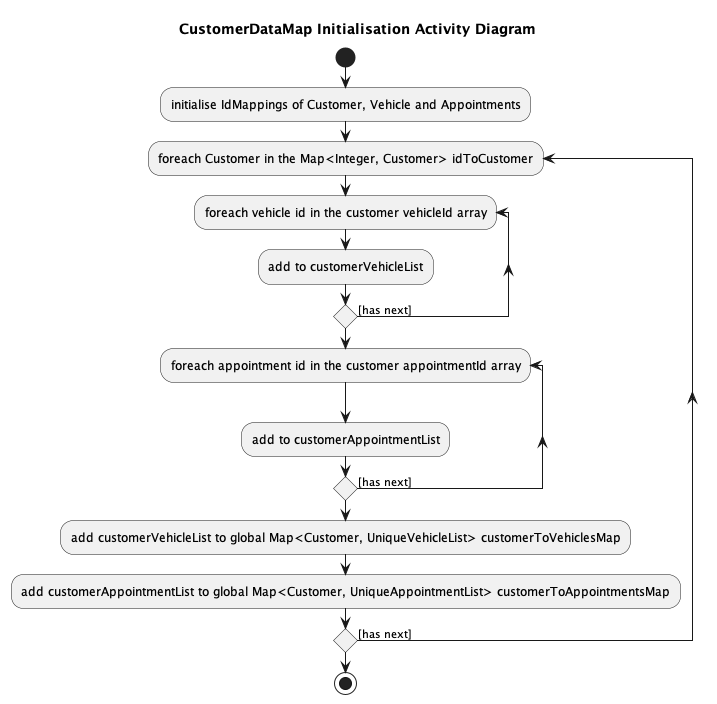 CustomerDataMap Initialisation Activity Diagram
initialise IdMappings of Customer, Vehicle and Appointments
foreach Customer in the Map<Integer, Customer> idToCustomer
foreach vehicle id in the customer vehicleId array
add to customerVehicleList
[has next]
foreach appointment id in the customer appointmentId array
add to customerAppointmentList
[has next]
add customerVehicleList to global Map<Customer, UniqueVehicleList> customerToVehiclesMap
add customerAppointmentList to global Map<Customer, UniqueAppointmentList> customerToAppointmentsMap
[has next]